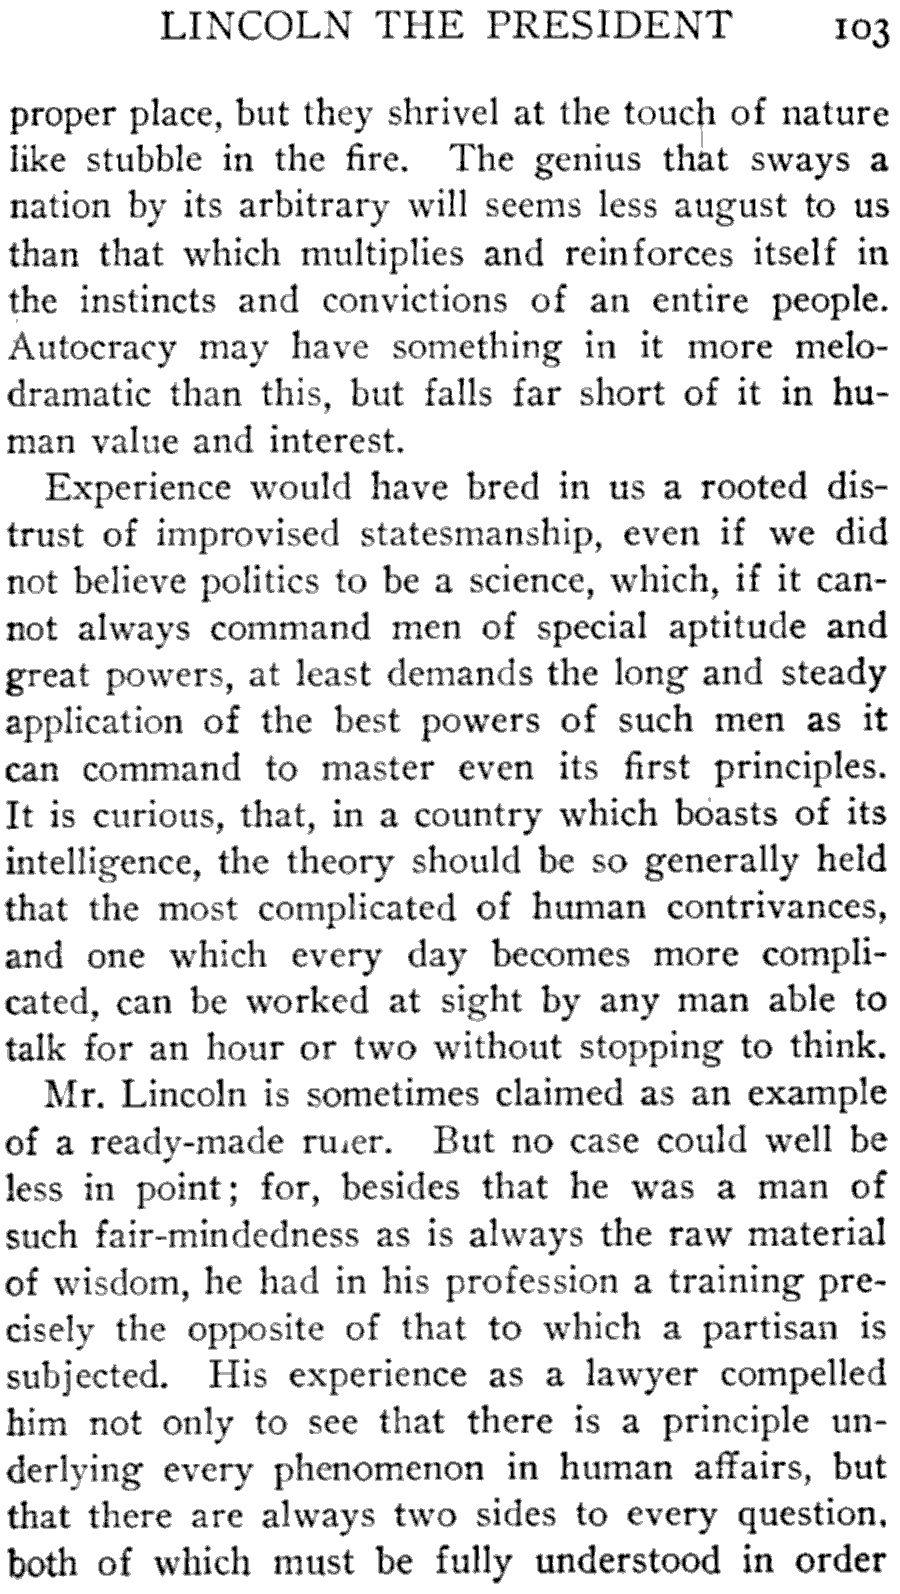 LINCOLN THE PRESIDENT 103
proper place, but they shrivel at the touch of nature
like stubble in the fire. The genius that sways a
nation by its arbitrary will seems less august to us
than that which multiplies and reinforces itself in
the instincts and convictions of an entire people.
Autocracy may have something in it more melo-
dramatic than this, but falls far short of it in hu-
man value and interest.
Experience would have bred in us a rooted dis-
trust of improvised statesmanship, even if we did
not believe politics to be a science, which, if it can-
not always command men of special aptitude and
great powers, at least demands the long and steady
application of the best powers of such men as it
can command to master even its first principles.
It is curious, that, in a country which boasts of its
intelligence, the theory should be so generally held
that the most complicated of human contrivances,
and one which every day becomes more compli-
cated, can be worked at sight by any man able to
talk for an hour or two without stopping to think.
Mr. Lincoln is sometimes claimed as an example
of a ready-made ruler. But no case could well be
less in point; for, besides that he was a man of
such fair-mindedness as is always the raw material
of wisdom, he had in his profession a training pre-
cisely the opposite of that to which a partisan is
subjected. His experience as a lawyer compelled
him not only to see that there is a principle un-
derlying every phenomenon in human affairs, but
that there are always two sides to every question,
both of which must be fully understood in order